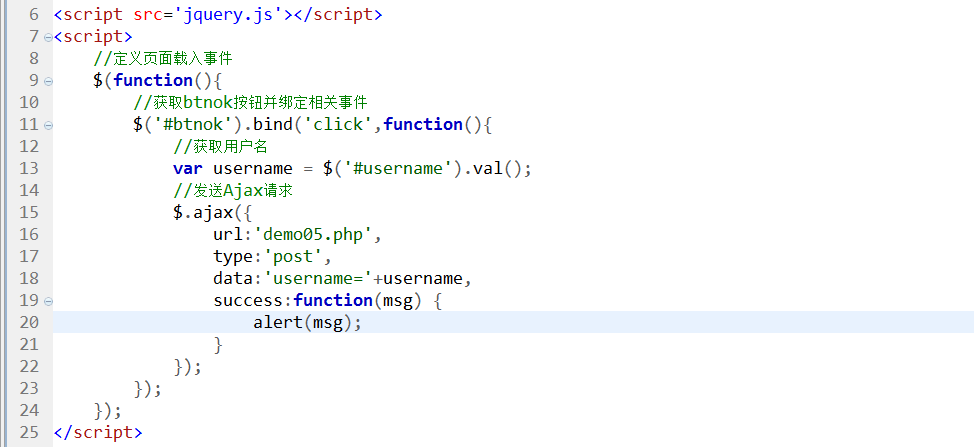 6 <script src='jquery.js'></script>
7 <script>
8     //定义页面载入事件
9     $(function(){
10         //获取btnok按钮并绑定相关事件
11         $('#btnok').bind('click',function(){
12             //获取用户名
13             var username = $('#username').val();
14             //发送Ajax请求
15             $.ajax({
16                 url:'demo05.php',
17                 type:'post',
18                 data:'username='+username,
19                 success:function(msg) {
20                     alert(msg);
21                 }
22             });
23         });
24     });
25 </script>